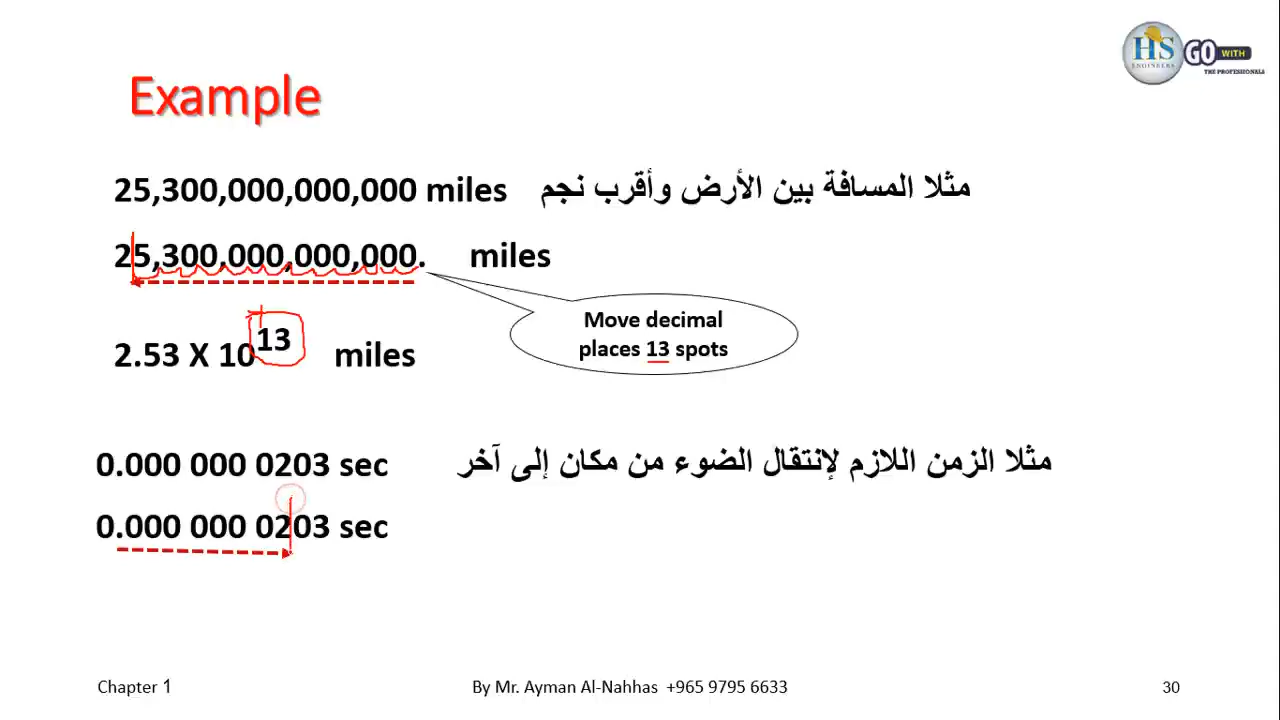 HS
ENGINEERS
GO WITH
THE PROFESSIONALS
Example
25,300,000,000,000 miles مثلا المسافة بين الأرض وأقرب نجم
25,300,000,000,000. miles
Move decimal
places 13 spots
2.53 X 10¹³ miles
0.000 000 0203 sec مثلا الزمن اللازم لإنتقال الضوء من مكان إلى آخر
0.000 000 0203 sec
Chapter 1 By Mr. Ayman Al-Nahhas +965 9795 6633 30